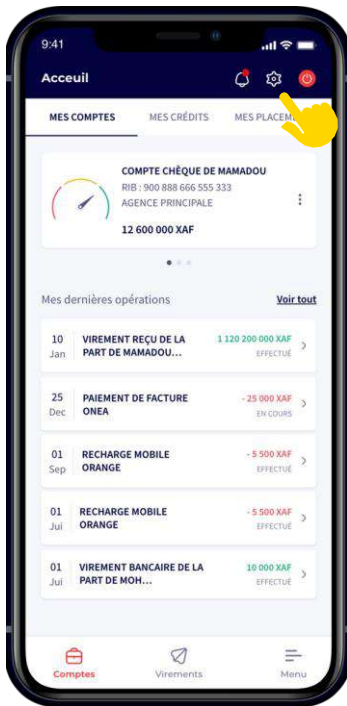 9:41
Acceuil
MES COMPTES MES CRÉDITS MES PLACEM
COMPTE CHÈQUE DE MAMADOU
RIB : 900 888 666 555 333
AGENCE PRINCIPALE
12 600 000 XAF
Mes dernières opérations Voir tout
10 VIREMENT REÇU DE LA 1 120 200 000 XAF
Jan PART DE MAMADOU... EFFECTUÉ
25 PAIEMENT DE FACTURE - 25 000 XAF
Dec ONEA EN COURS
01 RECHARGE MOBILE - 5 500 XAF
Sep ORANGE EFFECTUÉ
01 RECHARGE MOBILE - 5 500 XAF
Jui ORANGE EFFECTUÉ
01 VIREMENT BANCAIRE DE LA 10 000 XAF
Jui PART DE MOH... EFFECTUÉ
Comptes Virements Menu